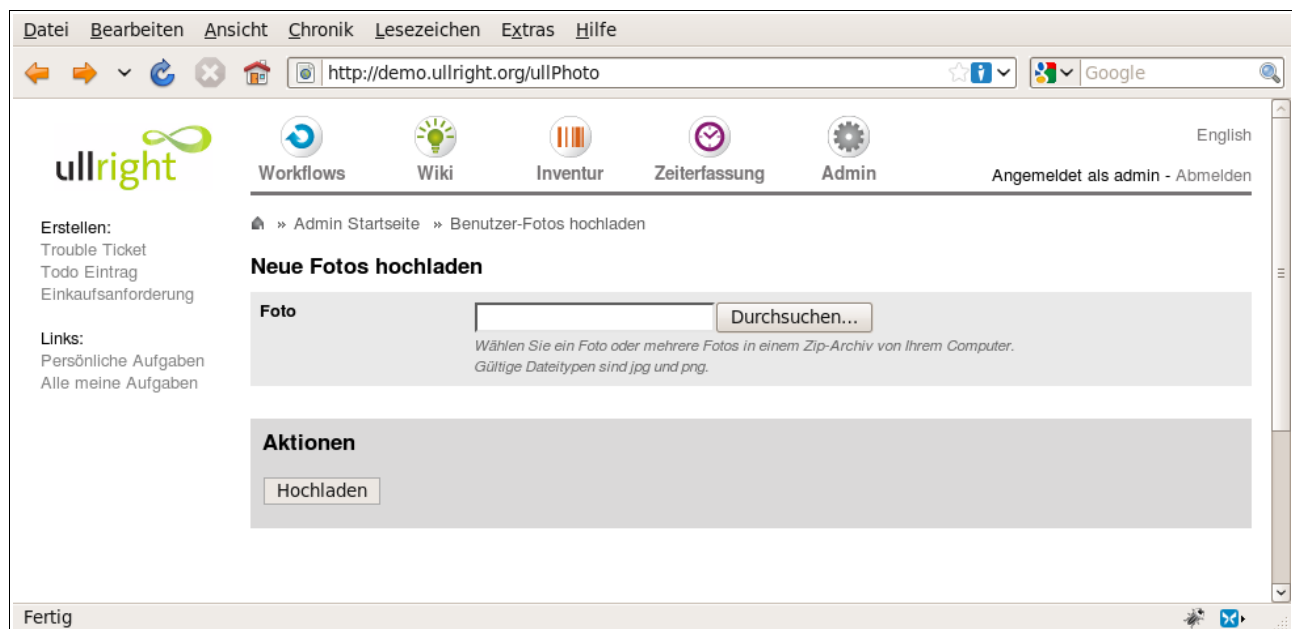 Datei Bearbeiten Ansicht Chronik Lesezeichen Extras Hilfe
http://demo.ullright.org/ullPhoto
Google
ullright
Workflows Wiki Inventur Zeiterfassung Admin
English
Angemeldet als admin - Abmelden
Erstellen:
Trouble Ticket
Todo Eintrag
Einkaufsanforderung
Links:
Persönliche Aufgaben
Alle meine Aufgaben
» Admin Startseite » Benutzer-Fotos hochladen
Neue Fotos hochladen
Foto
Durchsuchen...
Wählen Sie ein Foto oder mehrere Fotos in einem Zip-Archiv von Ihrem Computer.
Gültige Dateitypen sind jpg und png.
Aktionen
Hochladen
Fertig